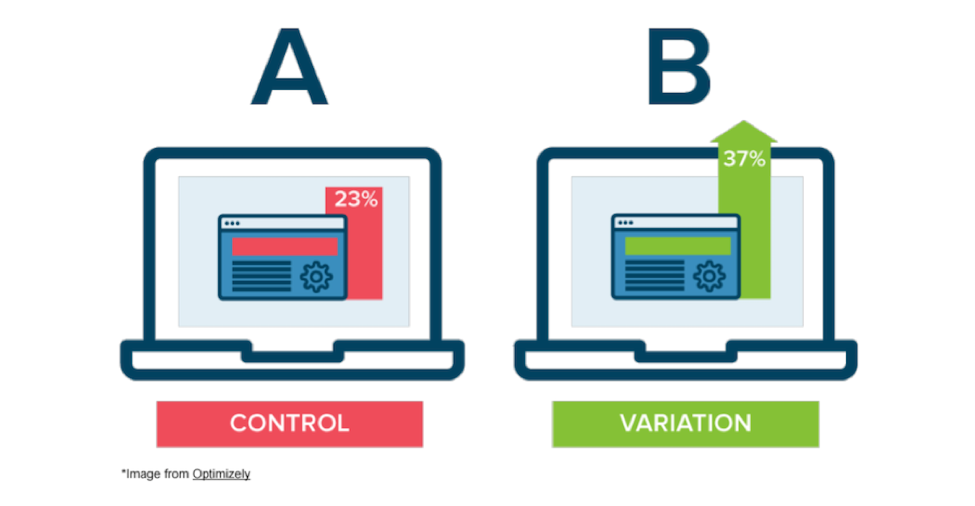 A
B
23%
37%
CONTROL
VARIATION
*Image from Optimizely